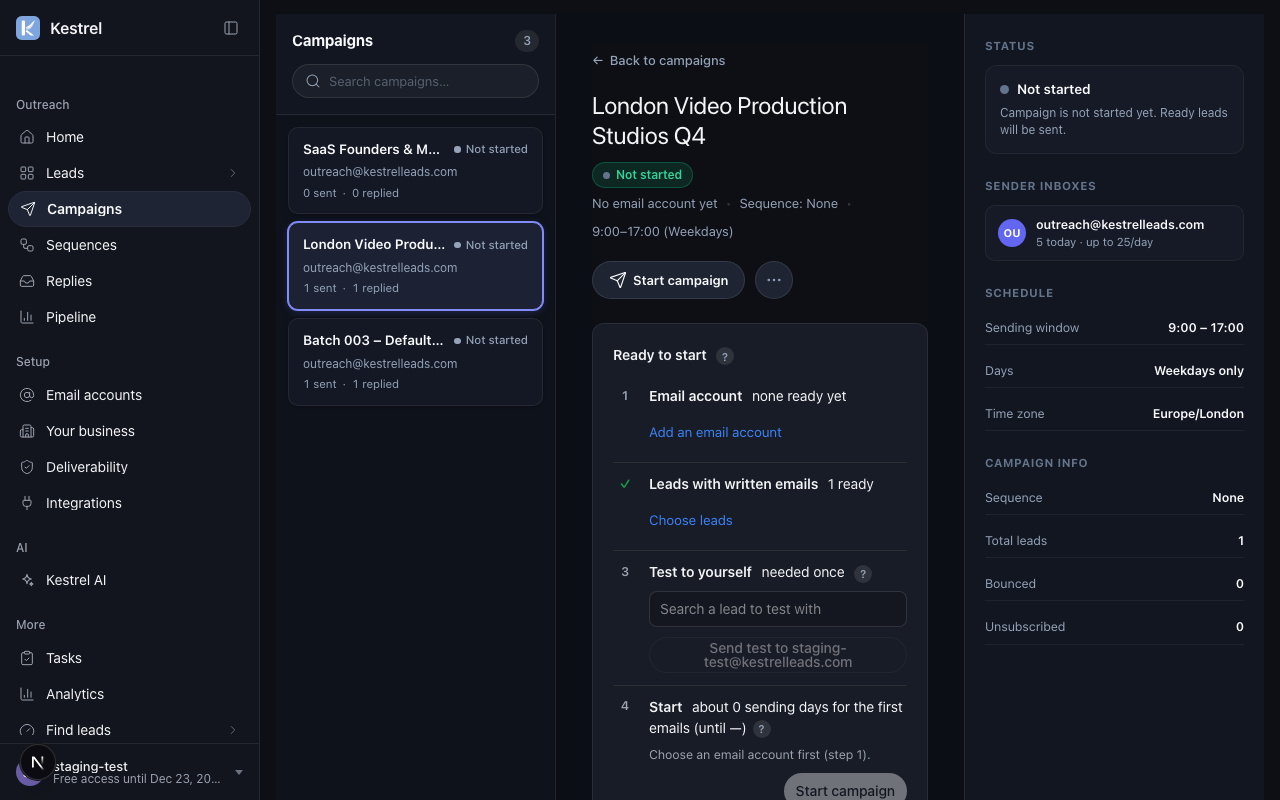 Kestrel
Outreach
Home
Leads
Campaigns
Sequences
Replies
Pipeline
Setup
Email accounts
Your business
Deliverability
Integrations
AI
Kestrel AI
More
Tasks
Analytics
Find leads
N
staging-test
Free access until Dec 23, 20...
Campaigns
3
Search campaigns...
SaaS Founders & M...
Not started
outreach@kestrelleads.com
0 sent · 0 replied
London Video Produ...
Not started
outreach@kestrelleads.com
1 sent · 1 replied
Batch 003 – Default...
Not started
outreach@kestrelleads.com
1 sent · 1 replied
← Back to campaigns
London Video Production
Studios Q4
Not started
No email account yet · Sequence: None ·
9:00–17:00 (Weekdays)
Start campaign
···
Ready to start ?
1 Email account none ready yet
Add an email account
✓ Leads with written emails 1 ready
Choose leads
3 Test to yourself needed once ?
Search a lead to test with
Send test to staging-
test@kestrelleads.com
4 Start about 0 sending days for the first
emails (until —) ?
Choose an email account first (step 1).
Start campaign
STATUS
Not started
Campaign is not started yet. Ready leads
will be sent.
SENDER INBOXES
OU
outreach@kestrelleads.com
5 today · up to 25/day
SCHEDULE
Sending window 9:00 – 17:00
Days Weekdays only
Time zone Europe/London
CAMPAIGN INFO
Sequence None
Total leads 1
Bounced 0
Unsubscribed 0